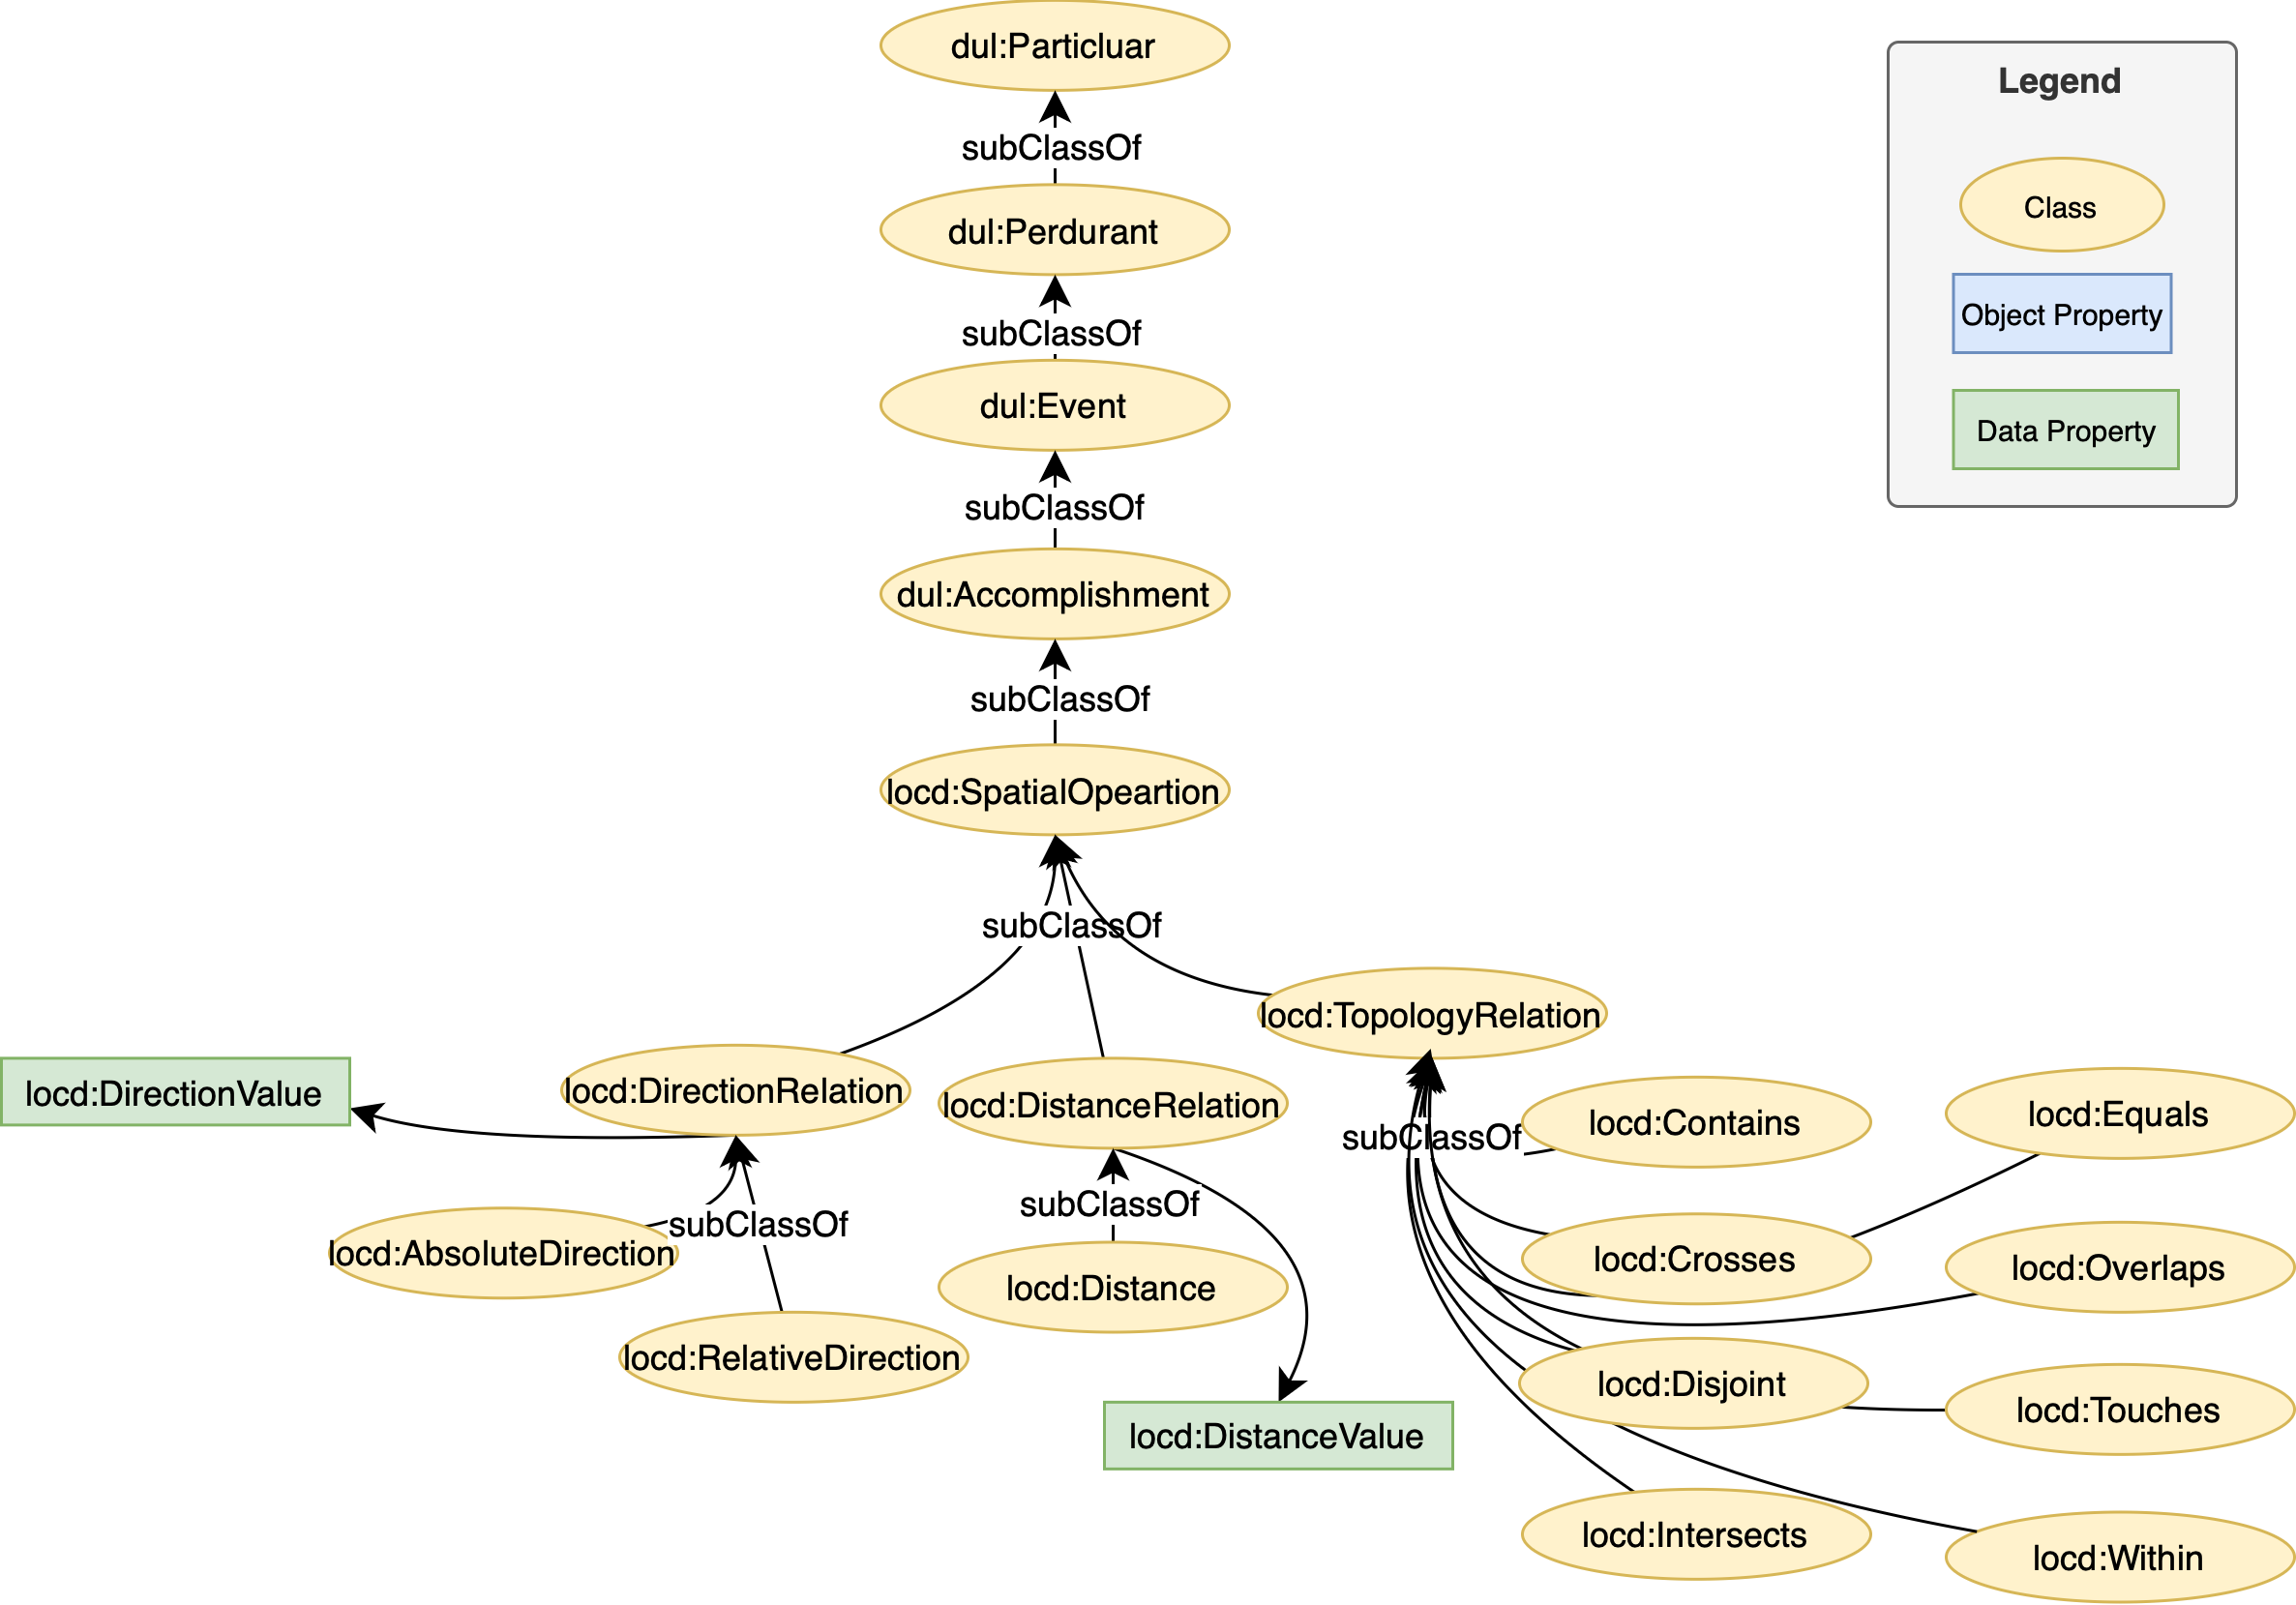 dul:Particluar
Legend
subClassOf
Class
dul:Perdurant
Object Property
subClassOf
dul:Event
Data Property
subClassOf
dul:Accomplishment
subClassOf
locd:SpatialOpeartion
subClassOf
locd:TopologyRelation
locd:DirectionValue
locd:DirectionRelation
locd:DistanceRelation
subClassOf
locd:Contains
locd:Equals
subClassOf
subClassOf
locd:AbsoluteDirection
locd:Distance
locd:Crosses
locd:Overlaps
locd:RelativeDirection
locd:Disjoint
locd:Touches
locd:DistanceValue
locd:Intersects
locd:Within